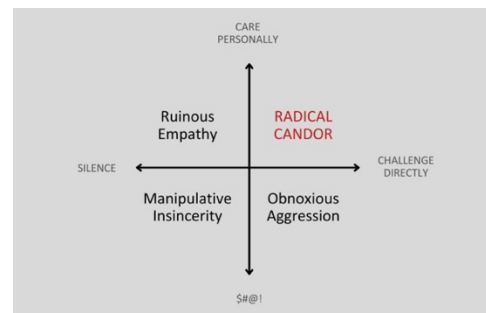 CARE
PERSONALLY
Ruinous
Empathy
RADICAL
CANDOR
SILENCE
CHALLENGE
DIRECTLY
Manipulative
Insincerity
Obnoxious
Aggression
$#@!